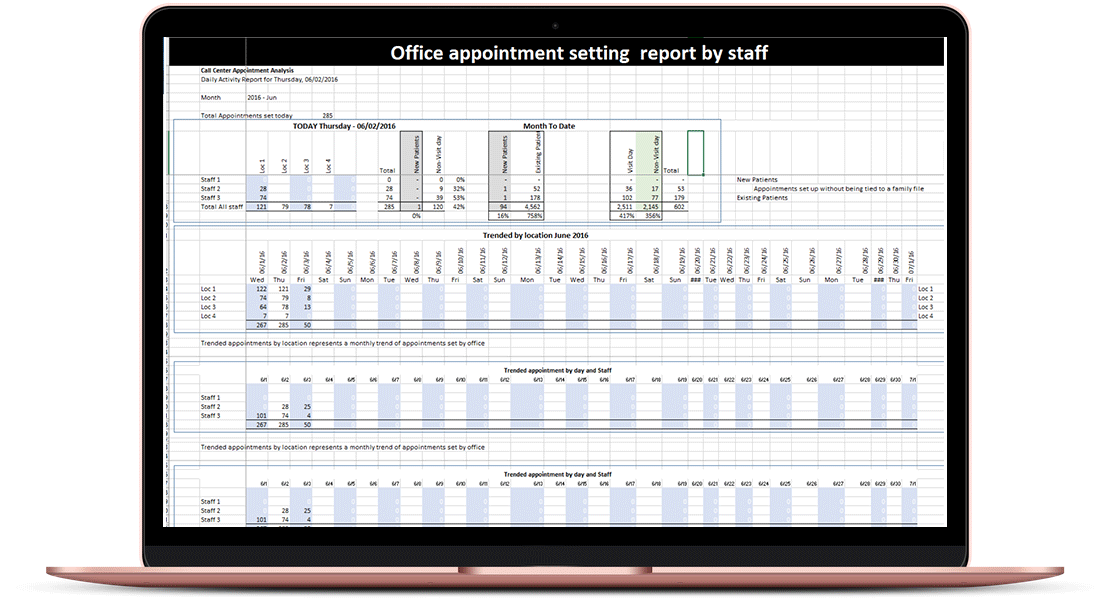 Office appointment setting report by staff
Call Center Appointment Analysis
Daily Activity Report for Thursday, 06/02/2016
Month 2016 - Jun
Total Appointments set today 285
TODAY Thursday - 06/02/2016 Month To Date
Loc 1 Loc 2 Loc 3 Loc 4 Total New Patients Non-Visit day New Patients Existing Patien Visit Day Non-Visit day Total
Staff 1 0 - 0 0% - - - - - New Patients
Staff 2 28 28 - 9 32% 1 52 36 17 53 Appointments set up without being tied to a family file
Staff 3 74 74 - 39 53% 1 178 102 77 179 Existing Patients
Total All staff 121 79 78 7 285 1 120 42% 94 4,562 2,511 2,145 602
0% 16% 758% 417% 356%
Trended by location June 2016
06/1/16 06/2/16 06/3/16 06/4/16 06/5/16 06/6/16 06/7/16 06/8/16 06/9/16 06/10/16 06/11/16 06/12/16 06/13/16 06/14/16 06/15/16 06/16/16 06/17/16 06/18/16 06/19/16 06/20/16 06/21/16 06/22/16 06/23/16 06/24/16 06/25/16 06/26/16 06/27/16 06/28/16 06/29/16 06/30/16 07/1/16
Wed Thu Fri Sat Sun Mon Tue Wed Thu Fri Sat Sun Mon Tue Wed Thu Fri Sat Sun ### Tue Wed Thu Fri Sat Sun Mon Tue ### Thu Fri
Loc 1 122 121 29 Loc 1
Loc 2 74 79 8 Loc 2
Loc 3 64 78 13 Loc 3
Loc 4 7 7 Loc 4
267 285 50
Trended appointments by location represents a monthly trend of appointments set by office
Trended appointment by day and Staff
6/1 6/2 6/3 6/4 6/5 6/6 6/7 6/8 6/9 6/10 6/11 6/12 6/13 6/14 6/15 6/16 6/17 6/18 6/19 6/20 6/21 6/22 6/23 6/24 6/25 6/26 6/27 6/28 6/29 6/30 7/1
Staff 1
Staff 2 28 25
Staff 3 101 74 4
267 285 50
Trended appointments by location represents a monthly trend of appointments set by office
Trended appointment by day and Staff
6/1 6/2 6/3 6/4 6/5 6/6 6/7 6/8 6/9 6/10 6/11 6/12 6/13 6/14 6/15 6/16 6/17 6/18 6/19 6/20 6/21 6/22 6/23 6/24 6/25 6/26 6/27 6/28 6/29 6/30 7/1
Staff 1
Staff 2 28 25
Staff 3 101 74 4